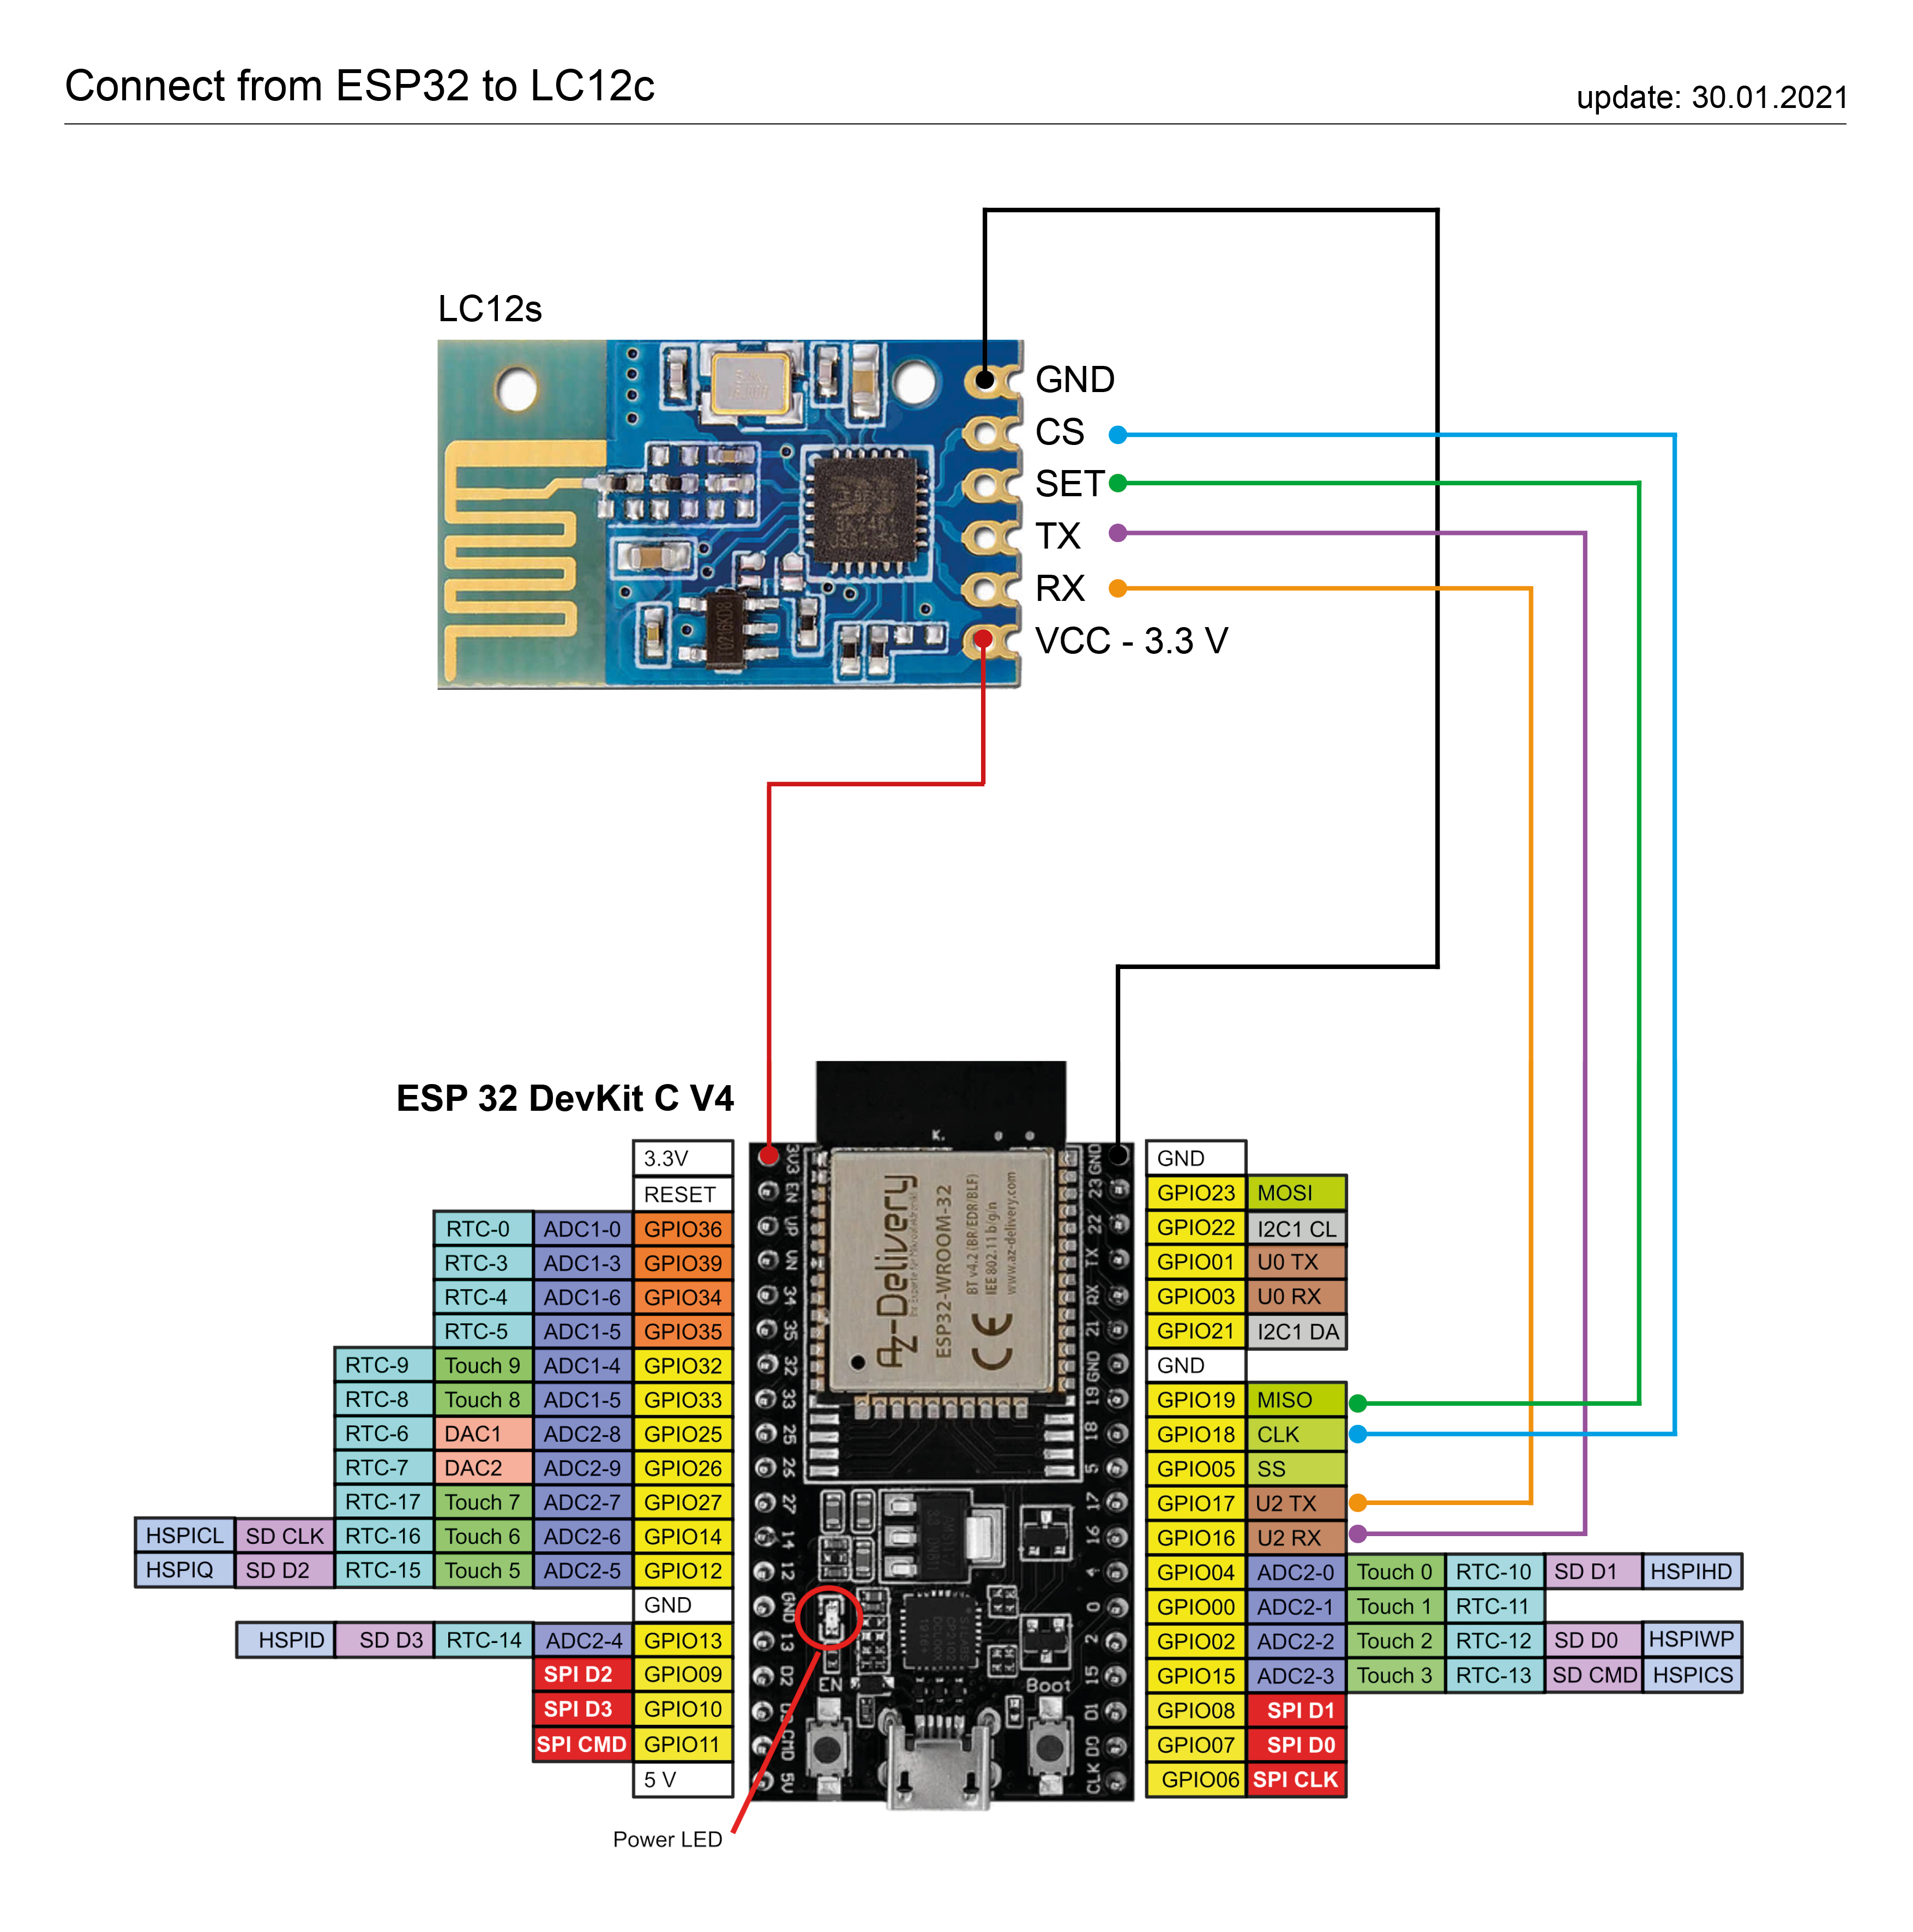 Connect from ESP32 to LC12c
update: 30.01.2021
LC12s
GND
CS
SET
TX
RX
VCC - 3.3 V
ESP 32 DevKit C V4
3.3V
RESET
RTC-0 ADC1-0 GPIO36
RTC-3 ADC1-3 GPIO39
RTC-4 ADC1-6 GPIO34
RTC-5 ADC1-5 GPIO35
RTC-9 Touch 9 ADC1-4 GPIO32
RTC-8 Touch 8 ADC1-5 GPIO33
RTC-6 DAC1 ADC2-8 GPIO25
RTC-7 DAC2 ADC2-9 GPIO26
RTC-17 Touch 7 ADC2-7 GPIO27
HSPICL SD CLK RTC-16 Touch 6 ADC2-6 GPIO14
HSPIQ SD D2 RTC-15 Touch 5 ADC2-5 GPIO12
GND
HSPID SD D3 RTC-14 ADC2-4 GPIO13
SPI D2 GPIO09
SPI D3 GPIO10
SPI CMD GPIO11
5 V
Power LED
3V3
EN
VP
VN
34
35
32
33
25
26
27
14
12
GND
13
D2
D3
CMD
5V
Az-Delivery
Ihr Experte für Mikroelektronik!
ESP32-WROOM-32
BT v4.2 (BR/EDR/BLF)
IEE 802.11 b/g/n
www.az-delivery.com
CE
EN
Boot
GND
23
22
TX
RX
21
GND
19
18
5
17
16
4
0
2
15
D1
D0
CLK
GND
GPIO23 MOSI
GPIO22 I2C1 CL
GPIO01 U0 TX
GPIO03 U0 RX
GPIO21 I2C1 DA
GND
GPIO19 MISO
GPIO18 CLK
GPIO05 SS
GPIO17 U2 TX
GPIO16 U2 RX
GPIO04 ADC2-0 Touch 0 RTC-10 SD D1 HSPIHD
GPIO00 ADC2-1 Touch 1 RTC-11
GPIO02 ADC2-2 Touch 2 RTC-12 SD D0 HSPIWP
GPIO15 ADC2-3 Touch 3 RTC-13 SD CMD HSPICS
GPIO08 SPI D1
GPIO07 SPI D0
GPIO06 SPI CLK